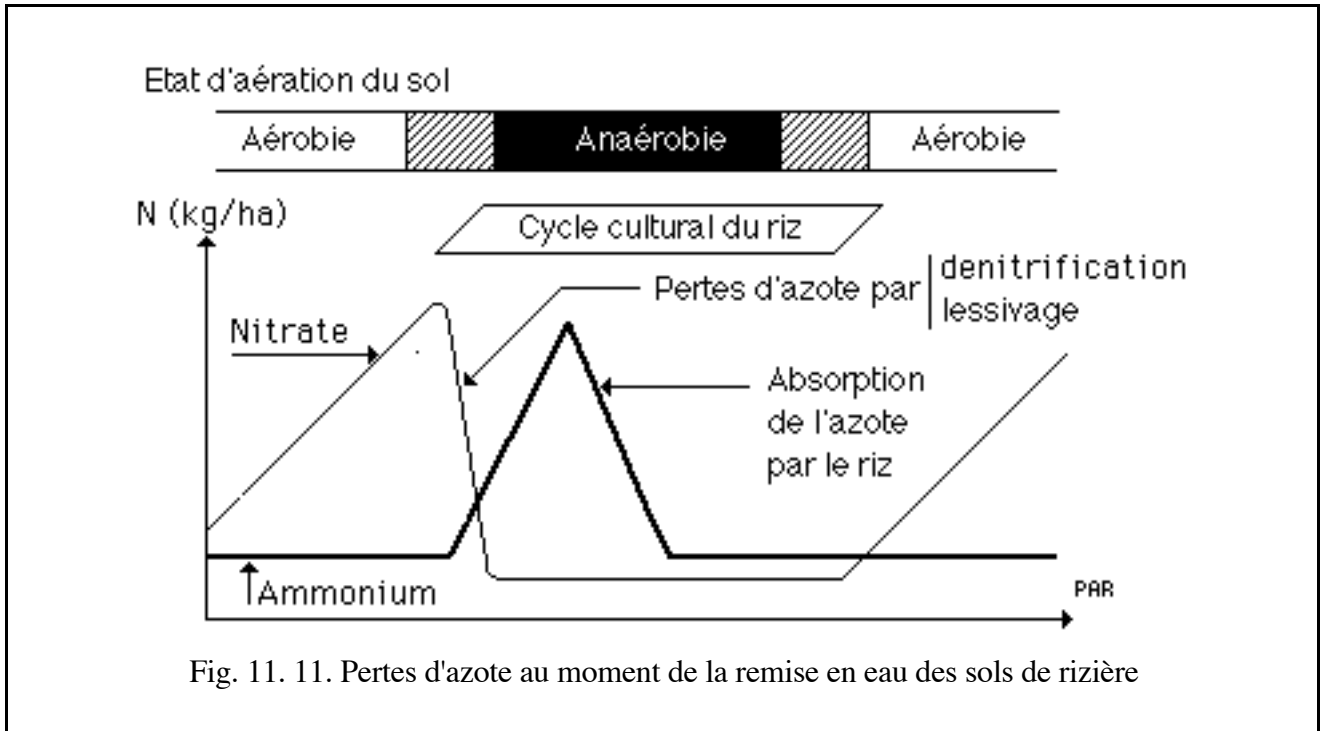 Etat d'aération du sol
Aérobie
Anaérobie
Aérobie
N (kg/ha)
Cycle cultural du riz
Pertes d'azote par
denitrification
lessivage
Nitrate
Absorption
de l'azote
par le riz
Ammonium
PAR
Fig. 11. 11. Pertes d'azote au moment de la remise en eau des sols de rizière